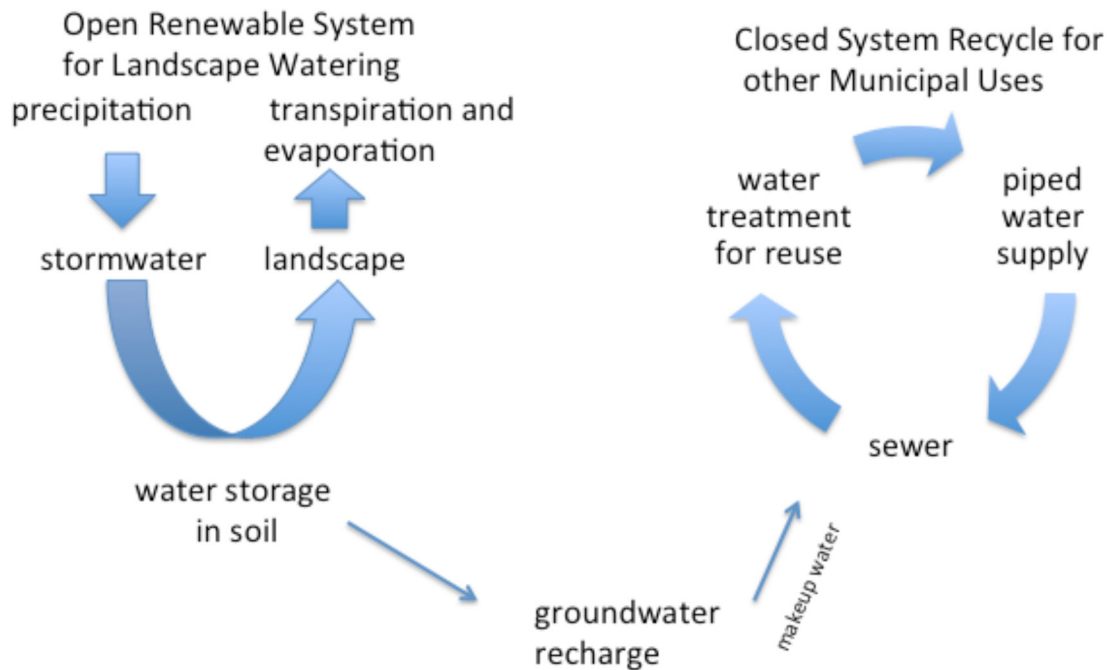 Open Renewable System
for Landscape Watering
precipitation
transpiration and
evaporation
stormwater
landscape
water storage
in soil
groundwater
recharge
makeup water
Closed System Recycle for
other Municipal Uses
water
treatment
for reuse
piped
water
supply
sewer